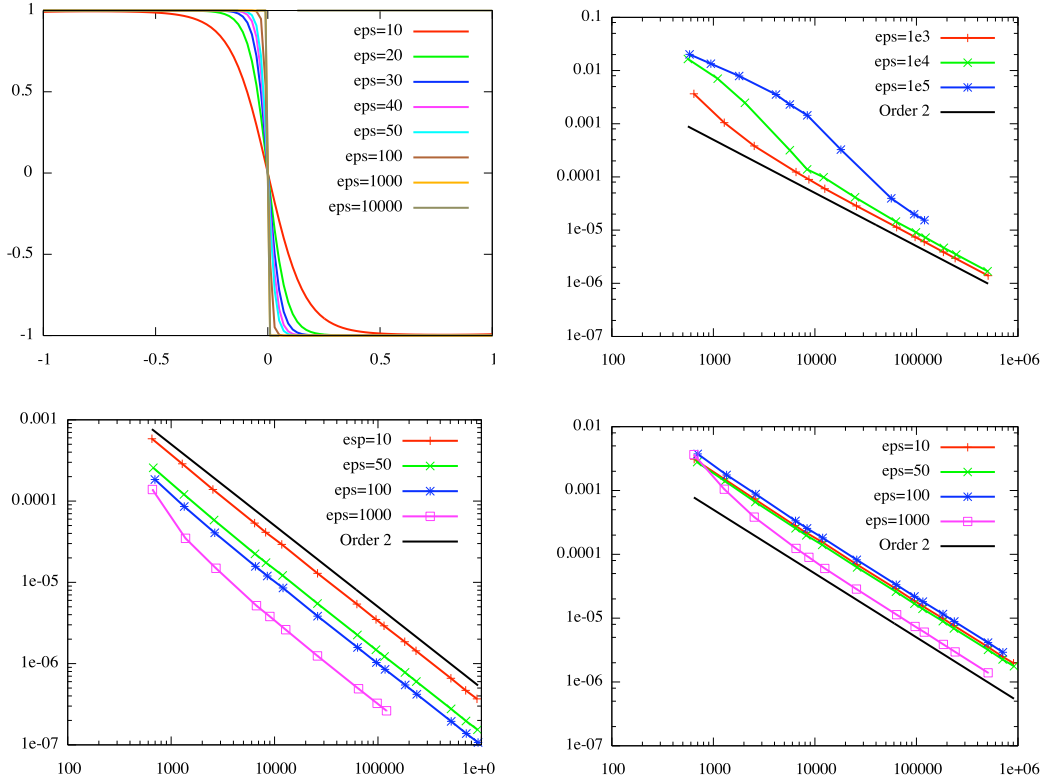 1
0.5
0
-0.5
-1
-1
-0.5
0
0.5
1
eps=10
eps=20
eps=30
eps=40
eps=50
eps=100
eps=1000
eps=10000
0.1
0.01
0.001
0.0001
1e-05
1e-06
1e-07
100
1000
10000
100000
1e+06
eps=1e3
eps=1e4
eps=1e5
Order 2
0.001
0.0001
1e-05
1e-06
1e-07
100
1000
10000
100000
1e+0
esp=10
eps=50
eps=100
eps=1000
Order 2
0.01
0.001
0.0001
1e-05
1e-06
1e-07
100
1000
10000
100000
1e+06
eps=10
eps=50
eps=100
eps=1000
Order 2